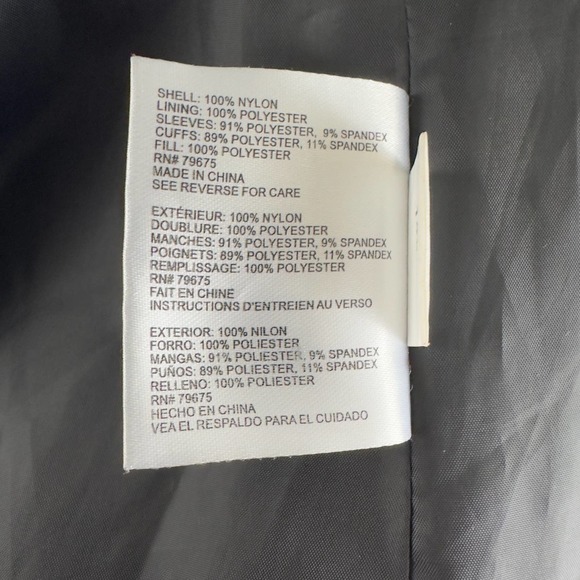 SHELL: 100% NYLON
LINING: 100% POLYESTER
SLEEVES: 91% POLYESTER, 9% SPANDEX
CUFFS: 89% POLYESTER, 11% SPANDEX
FILL: 100% POLYESTER
RN# 79675
MADE IN CHINA
SEE REVERSE FOR CARE
EXTÉRIEUR: 100% NYLON
DOUBLURE: 100% POLYESTER
MANCHES: 91% POLYESTER, 9% SPANDEX
POIGNETS: 89% POLYESTER, 11% SPANDEX
REMPLISSAGE: 100% POLYESTER
RN# 79675
FAIT EN CHINE
INSTRUCTIONS D'ENTREIEN AU VERSO
EXTERIOR: 100% NILON
FORRO: 100% POLIESTER
MANGAS: 91% POLIESTER, 9% SPANDEX
PUÑOS: 89% POLIESTER, 11% SPANDEX
RELLENO: 100% POLIESTER
RN# 79675
HECHO EN CHINA
VEA EL RESPALDO PARA EL CUIDADO